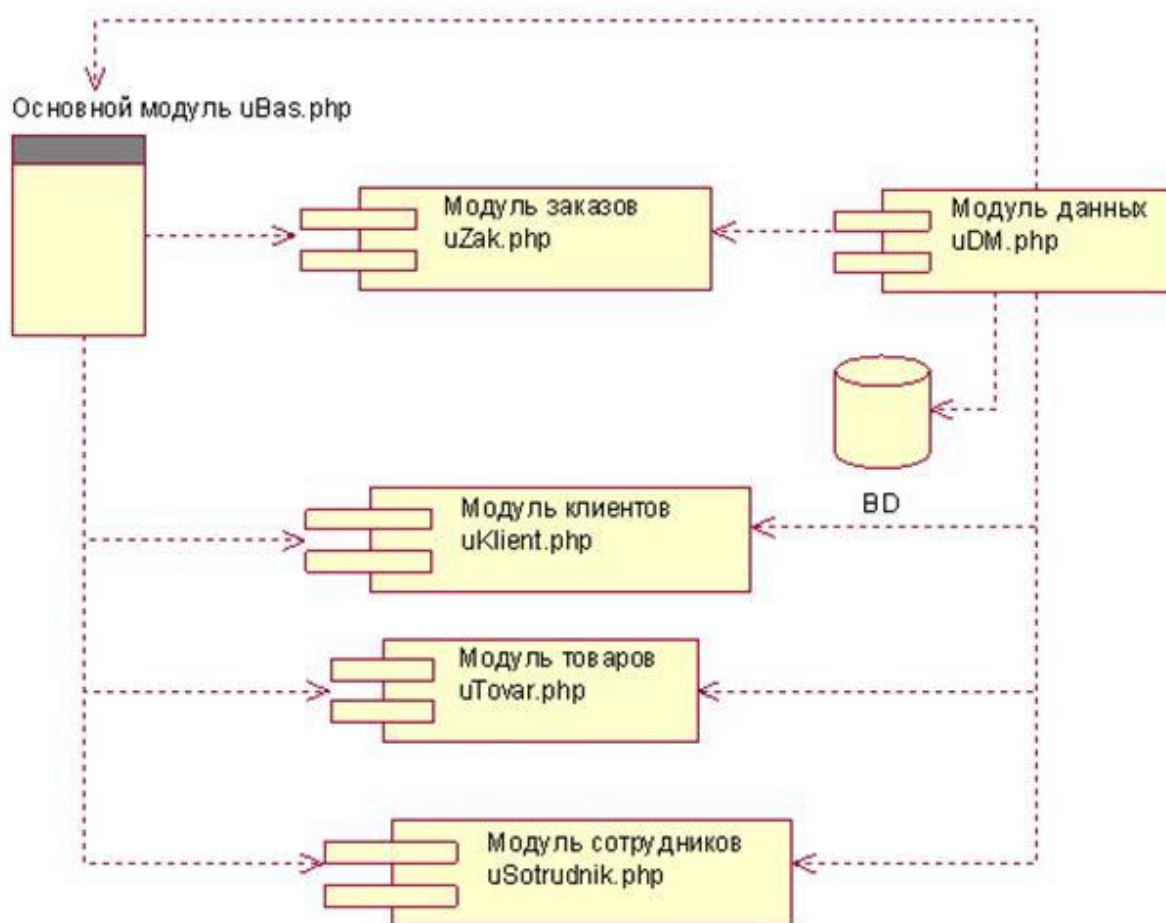 Основной модуль uBas.php
Модуль заказов
uZak.php
Модуль данных
uDM.php
BD
Модуль клиентов
uKlient.php
Модуль товаров
uTovar.php
Модуль сотрудников
uSotrudnik.php